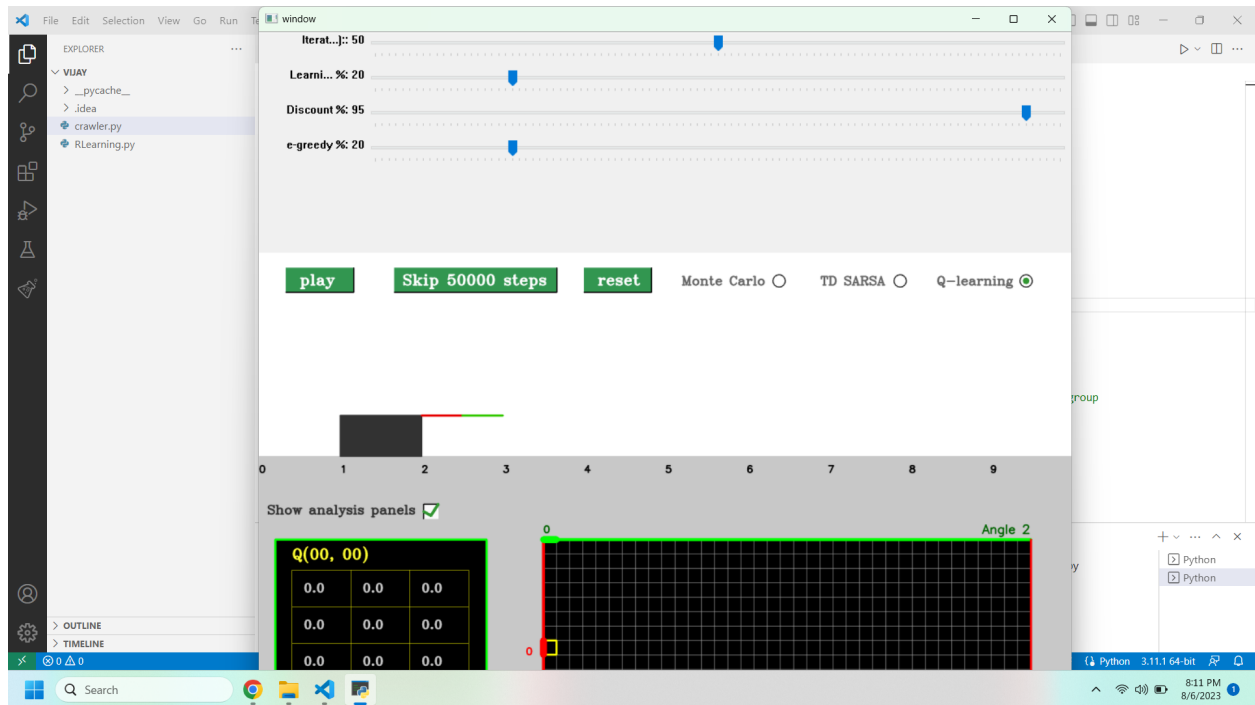 File Edit Selection View Go Run Te
window
EXPLORER
VIJAY
__pycache__
.idea
crawler.py
RLearning.py
Iterat...):: 50
Learni... %: 20
Discount %: 95
e-greedy %: 20
play Skip 50000 steps reset Monte Carlo TD SARSA Q-learning
group
0 1 2 3 4 5 6 7 8 9
Show analysis panels
0 Angle 2
Q(00, 00)
0.0 0.0 0.0
0.0 0.0 0.0
0.0 0.0 0.0
0
py
Python
Python
OUTLINE
TIMELINE
0 0 Python 3.11.1 64-bit
Search
8:11 PM
8/6/2023
1